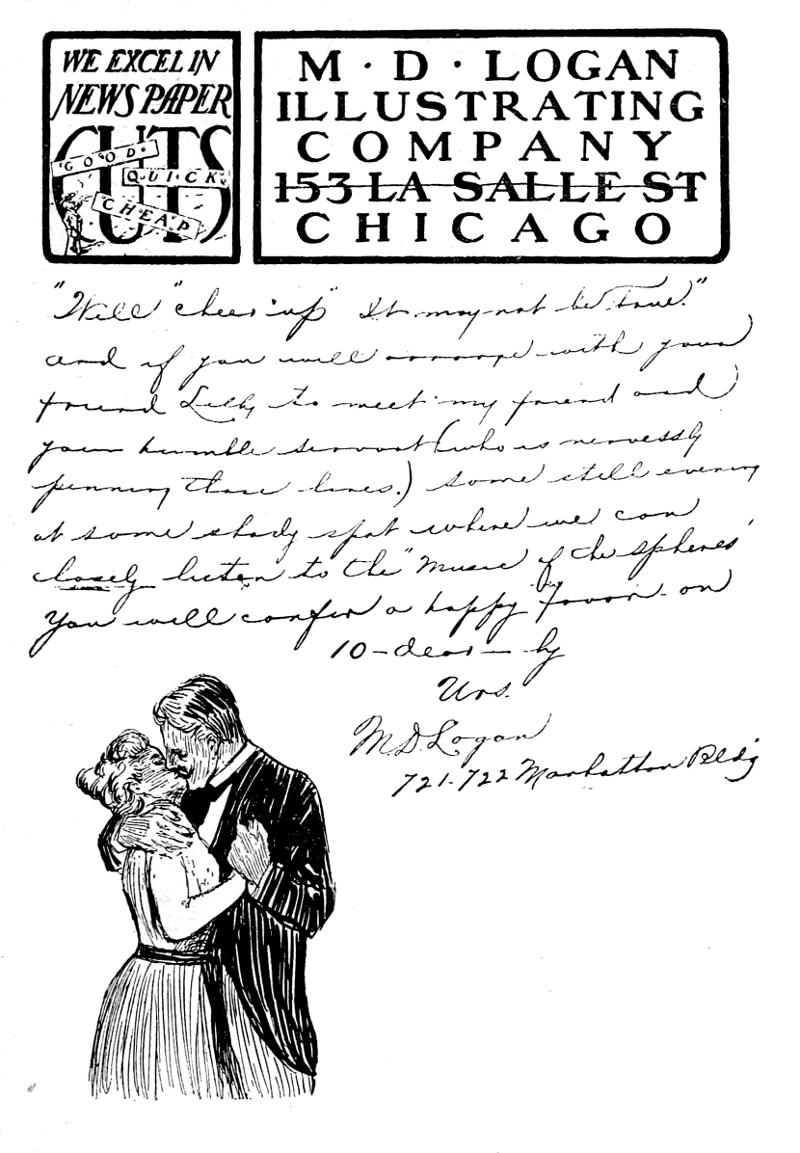 WE EXCEL IN
NEWSPAPER
CUTS
GOOD
QUICK
CHEAP
M · D · LOGAN
ILLUSTRATING
COMPANY
153 LA SALLE ST
CHICAGO
"Will "cheer up" It may not be true."
and if you will arrange with your
friend Lilly to meet my friend and
your humble servant (who is nervessly
penning these lines.) some still evening
at some shady spot where we can
closely listen to the "Music of the spheres"
You will confer a happy favor on
10-dear-ly
Urs.
M D Logan
721-722 Manhattan Bldg